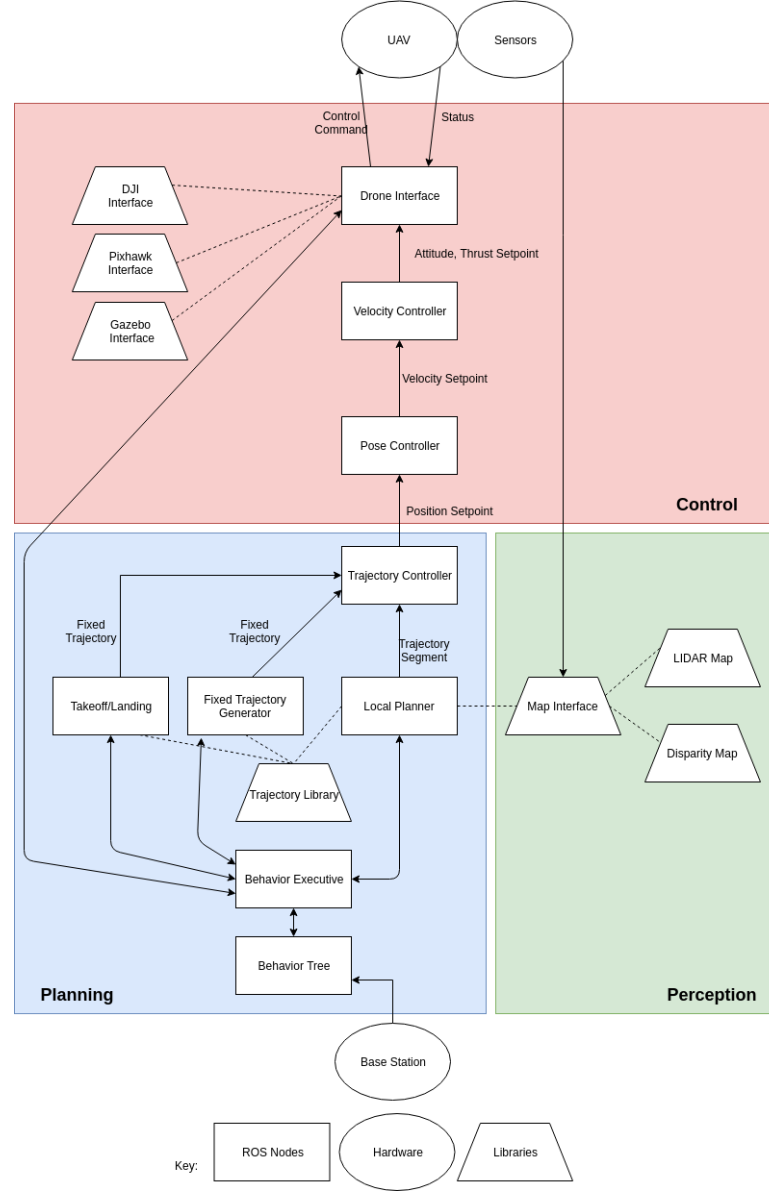 UAV
Sensors
Control
Command
Status
DJI
Interface
Drone Interface
Pixhawk
Interface
Attitude, Thrust Setpoint
Gazebo
Interface
Velocity Controller
Velocity Setpoint
Pose Controller
Control
Position Setpoint
Trajectory Controller
Fixed
Trajectory
Fixed
Trajectory
Trajectory
Segment
LIDAR Map
Takeoff/Landing
Fixed Trajectory
Generator
Local Planner
Map Interface
Disparity Map
Trajectory Library
Behavior Executive
Behavior Tree
Planning
Perception
Base Station
Key:
ROS Nodes
Hardware
Libraries